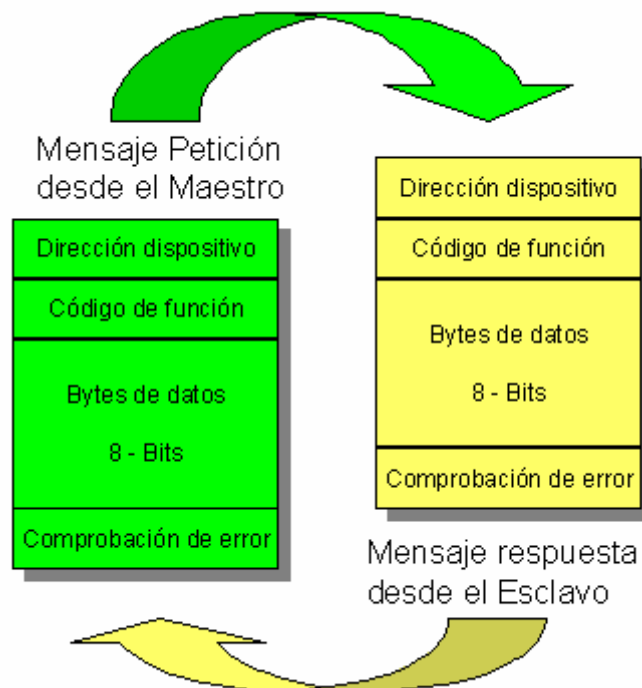 Mensaje Petición
desde el Maestro
Dirección dispositivo
Código de función
Bytes de datos
8 - Bits
Comprobación de error
Dirección dispositivo
Código de función
Bytes de datos
8 - Bits
Comprobación de error
Mensaje respuesta
desde el Esclavo